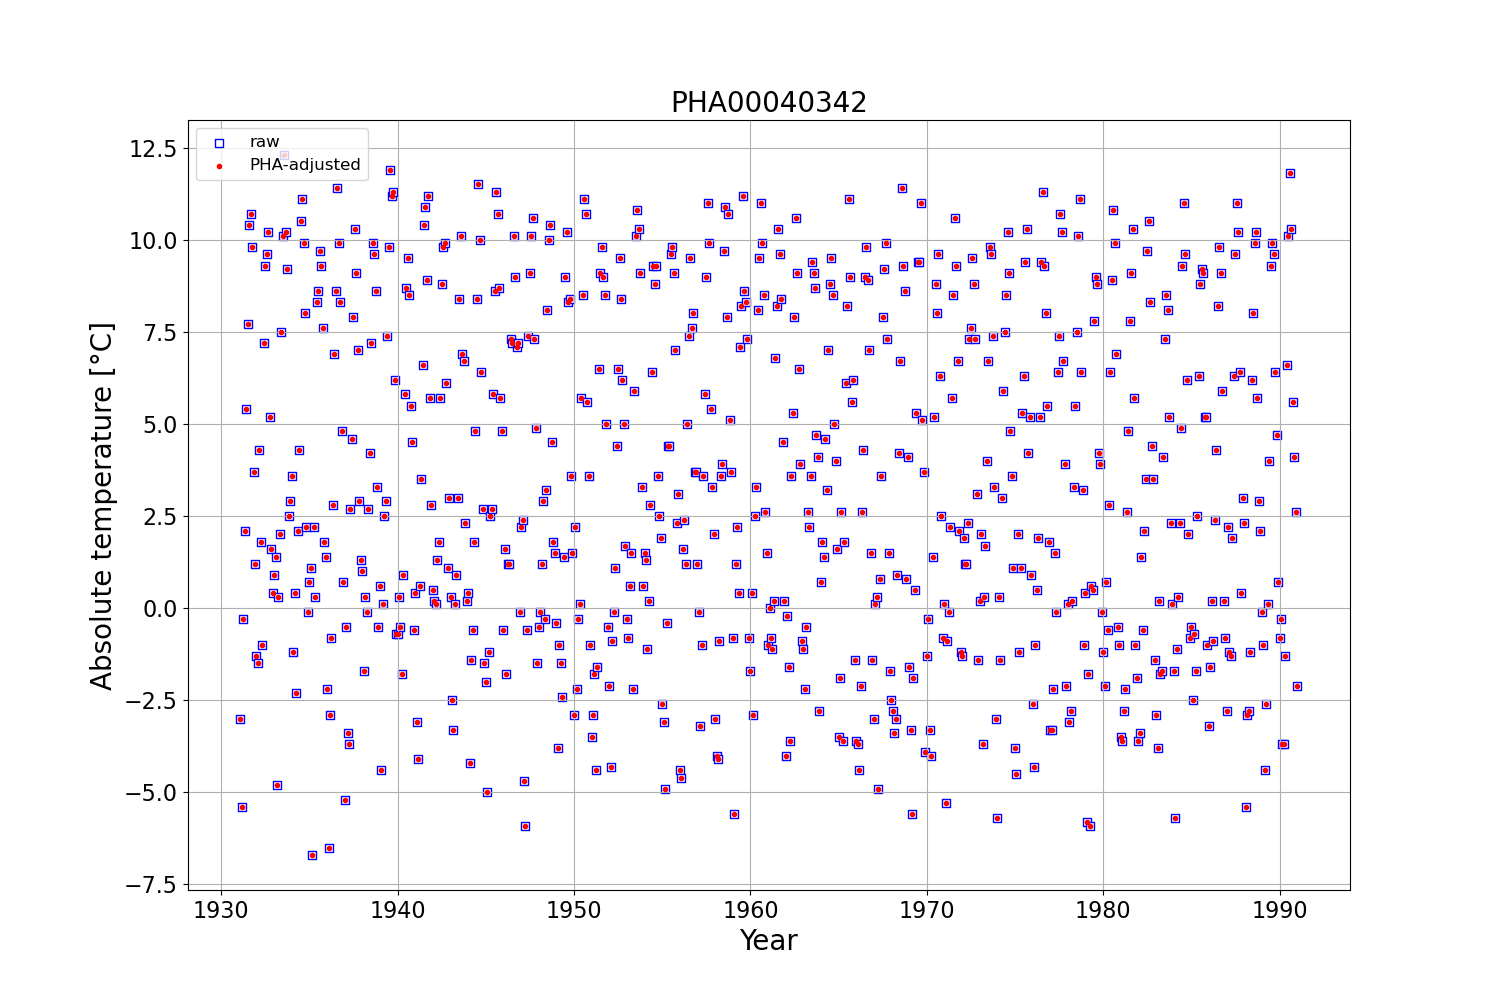 PHA00040342
raw
PHA-adjusted
12.5
10.0
7.5
5.0
2.5
0.0
−2.5
−5.0
−7.5
Absolute temperature [°C]
1930 1940 1950 1960 1970 1980 1990
Year